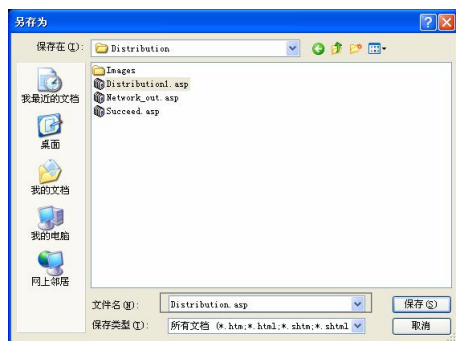 另存为
保存在(I):
Distribution
Images
Distribution1.asp
Network_out.asp
Succeed.asp
我最近的文档
桌面
我的文档
我的电脑
网上邻居
文件名(N):
Distribution.asp
保存(S)
保存类型(T):
所有文档 (*.htm;*.html;*.shtm;*.shtml
取消